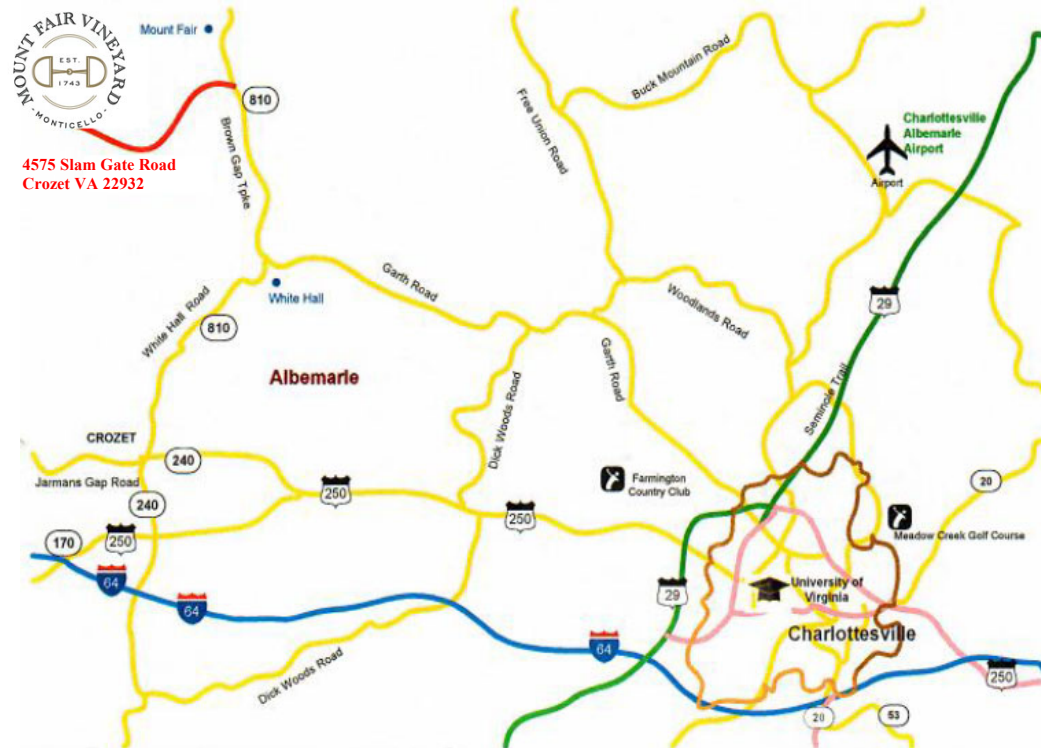 MOUNT FAIR VINEYARD
EST.
1743
- MONTICELLO -
Mount Fair
810
4575 Slam Gate Road
Crozet VA 22932
Brown Gap Tpke
Free Union Road
Buck Mountain Road
Charlottesville
Albemarle
Airport
Airport
White Hall
Garth Road
Woodlands Road
29
White Hall Road
810
Albemarle
Garth Road
Seminole Trail
Dick Woods Road
CROZET
240
Jarmans Gap Road
240
250
250
250
Farmington
Country Club
20
Meadow Creek Golf Course
170
64
64
29
University of
Virginia
Charlottesville
64
Dick Woods Road
250
20
53